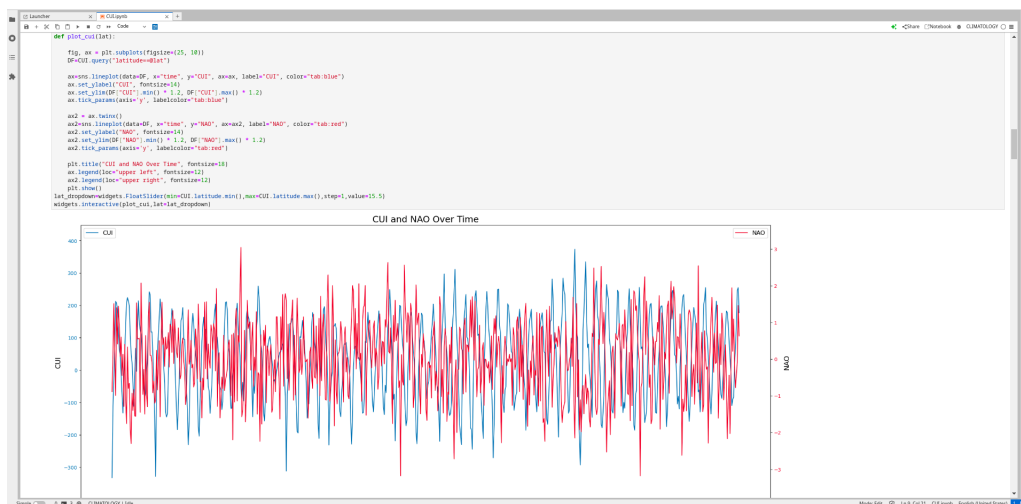 Launcher
CUI.ipynb
Code
Share
Notebook
CLIMATOLOGY
def plot_cui(lat):
fig, ax = plt.subplots(figsize=(25, 10))
DF=CUI.query("latitude==@lat")
ax=sns.lineplot(data=DF, x="time", y="CUI", ax=ax, label="CUI", color="tab:blue")
ax.set_ylabel("CUI", fontsize=14)
ax.set_ylim(DF["CUI"].min() * 1.2, DF["CUI"].max() * 1.2)
ax.tick_params(axis='y', labelcolor="tab:blue")
ax2 = ax.twinx()
ax2=sns.lineplot(data=DF, x="time", y="NAO", ax=ax2, label="NAO", color="tab:red")
ax2.set_ylabel("NAO", fontsize=14)
ax2.set_ylim(DF["NAO"].min() * 1.2, DF["NAO"].max() * 1.2)
ax2.tick_params(axis='y', labelcolor="tab:red")
plt.title("CUI and NAO Over Time", fontsize=18)
ax.legend(loc="upper left", fontsize=12)
ax2.legend(loc="upper right", fontsize=12)
plt.show()
lat_dropdown=widgets.FloatSlider(min=CUI.latitude.min(),max=CUI.latitude.max(),step=1,value=15.5)
widgets.interactive(plot_cui,lat=lat_dropdown)
CUI and NAO Over Time
CUI
NAO
400
300
200
100
0
−100
−200
−300
CUI
3
2
1
0
−1
−2
−3
NAO